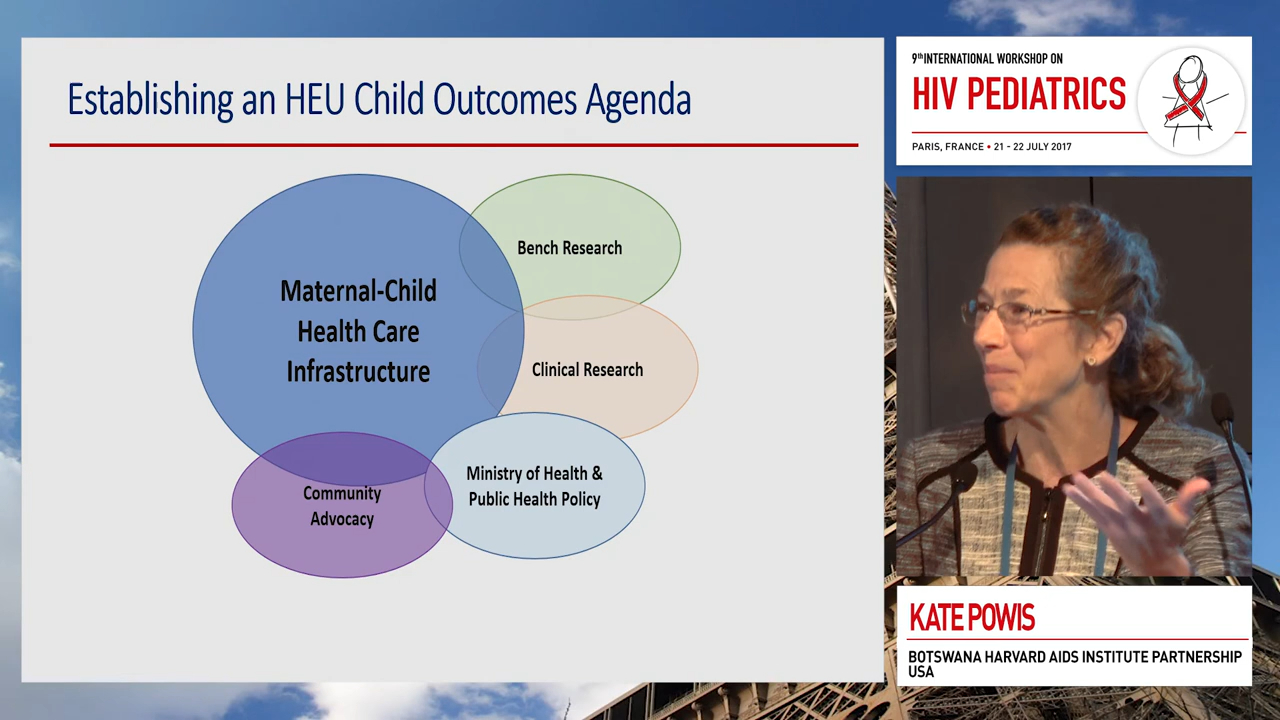 Establishing an HEU Child Outcomes Agenda
Maternal-Child
Health Care
Infrastructure
Bench Research
Clinical Research
Ministry of Health &
Public Health Policy
Community
Advocacy
9th INTERNATIONAL WORKSHOP ON
HIV PEDIATRICS
PARIS, FRANCE • 21 - 22 JULY 2017
KATE POWIS
BOTSWANA HARVARD AIDS INSTITUTE PARTNERSHIP
USA